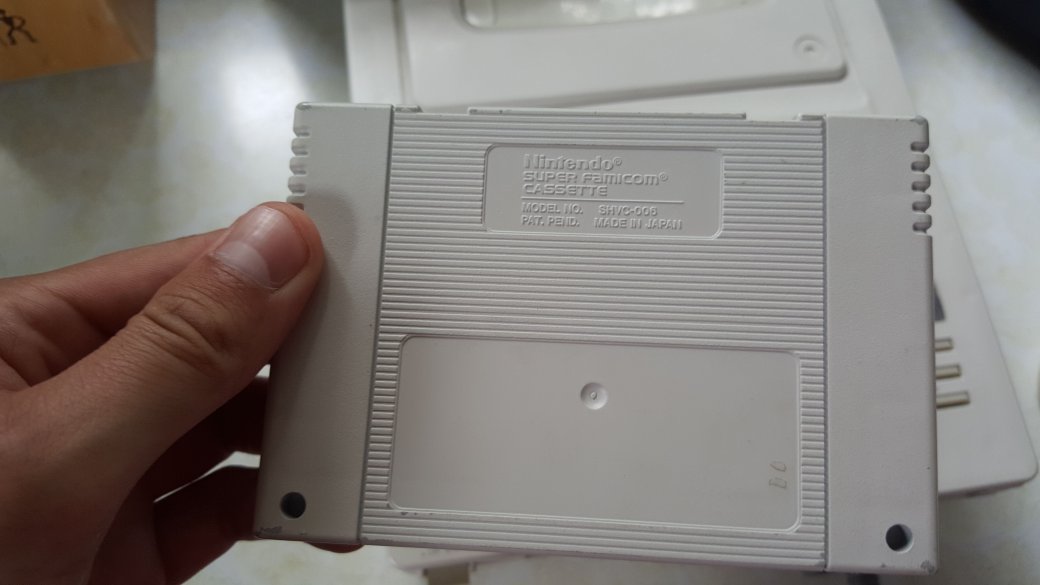 Nintendo®
SUPER FAMICOM®
CASSETTE
MODEL NO. SHVC-006
PAT. PEND. MADE IN JAPAN